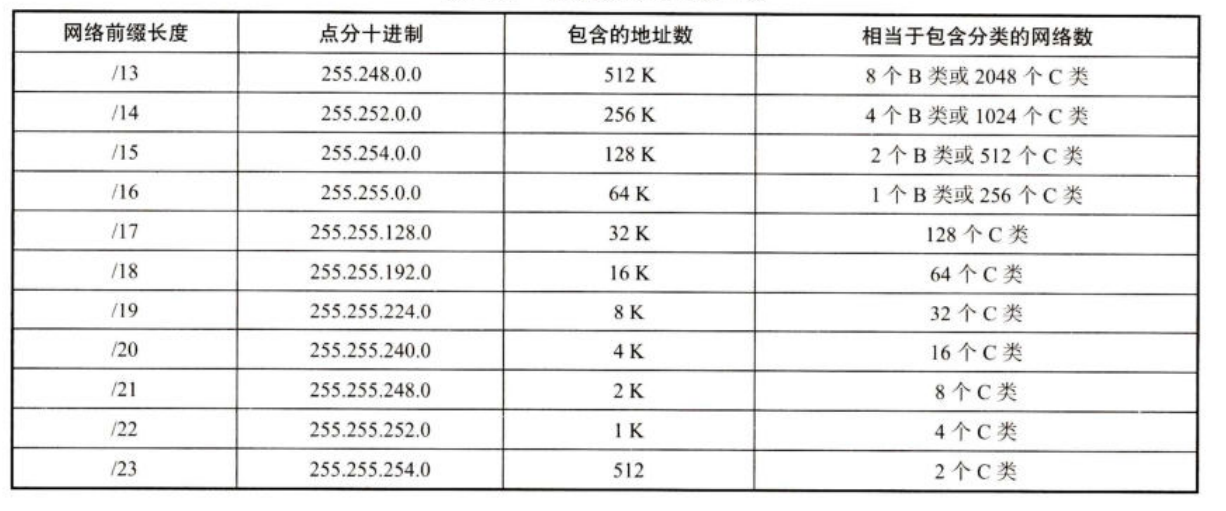 网络前缀长度 点分十进制 包含的地址数 相当于包含分类的网络数
/13 255.248.0.0 512 K 8 个 B 类或 2048 个 C 类
/14 255.252.0.0 256 K 4 个 B 类或 1024 个 C 类
/15 255.254.0.0 128 K 2 个 B 类或 512 个 C 类
/16 255.255.0.0 64 K 1 个 B 类或 256 个 C 类
/17 255.255.128.0 32 K 128 个 C 类
/18 255.255.192.0 16 K 64 个 C 类
/19 255.255.224.0 8 K 32 个 C 类
/20 255.255.240.0 4 K 16 个 C 类
/21 255.255.248.0 2 K 8 个 C 类
/22 255.255.252.0 1 K 4 个 C 类
/23 255.255.254.0 512 2 个 C 类